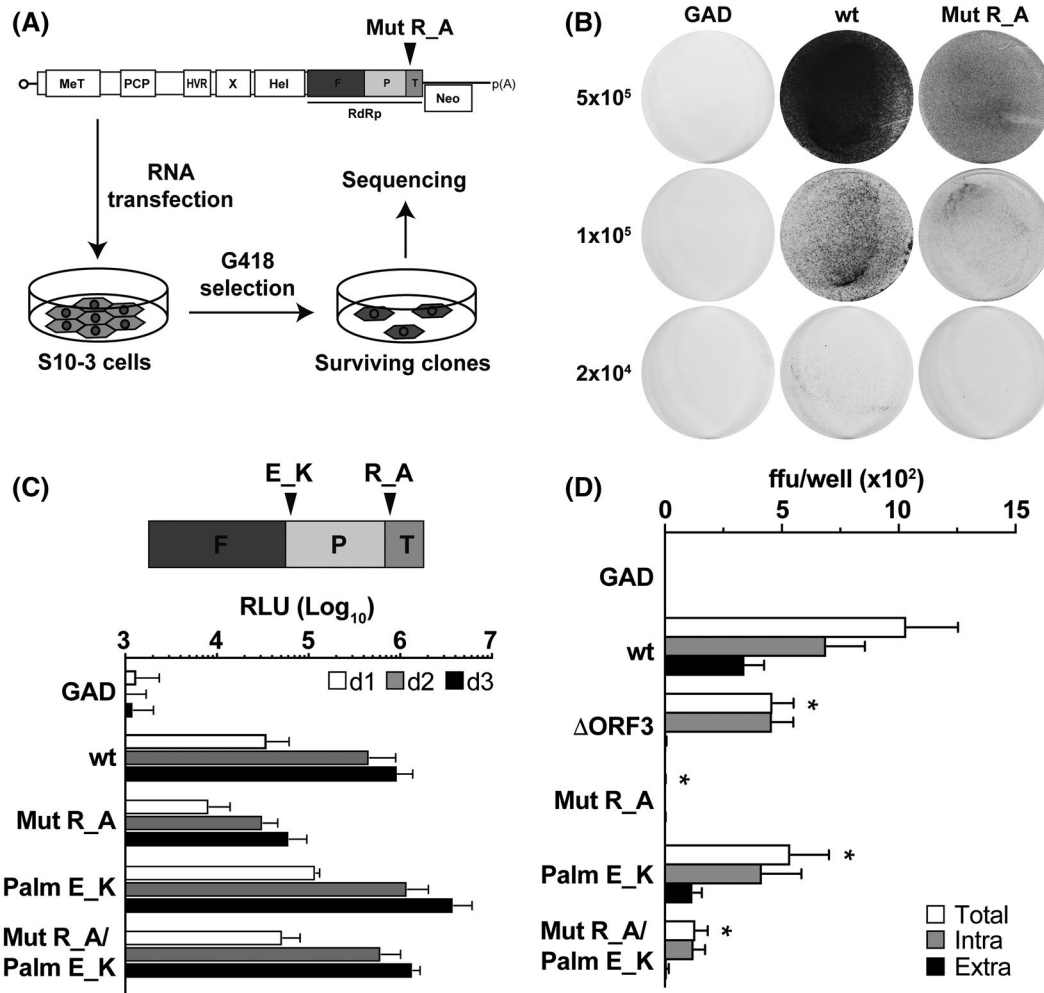 (A)
Mut R_A
MeT PCP HVR X Hel F P T p(A)
Neo
RdRp
RNA
transfection
Sequencing
G418
selection
S10-3 cells
Surviving clones
(B)
GAD wt Mut R_A
5x10⁵
1x10⁵
2x10⁴
(C)
E_K R_A
F P T
RLU (Log₁₀)
3 4 5 6 7
d1 d2 d3
GAD
wt
Mut R_A
Palm E_K
Mut R_A/
Palm E_K
(D)
ffu/well (x10²)
0 5 10 15
GAD
wt
ΔORF3 *
Mut R_A *
Palm E_K *
Mut R_A/
Palm E_K *
Total
Intra
Extra